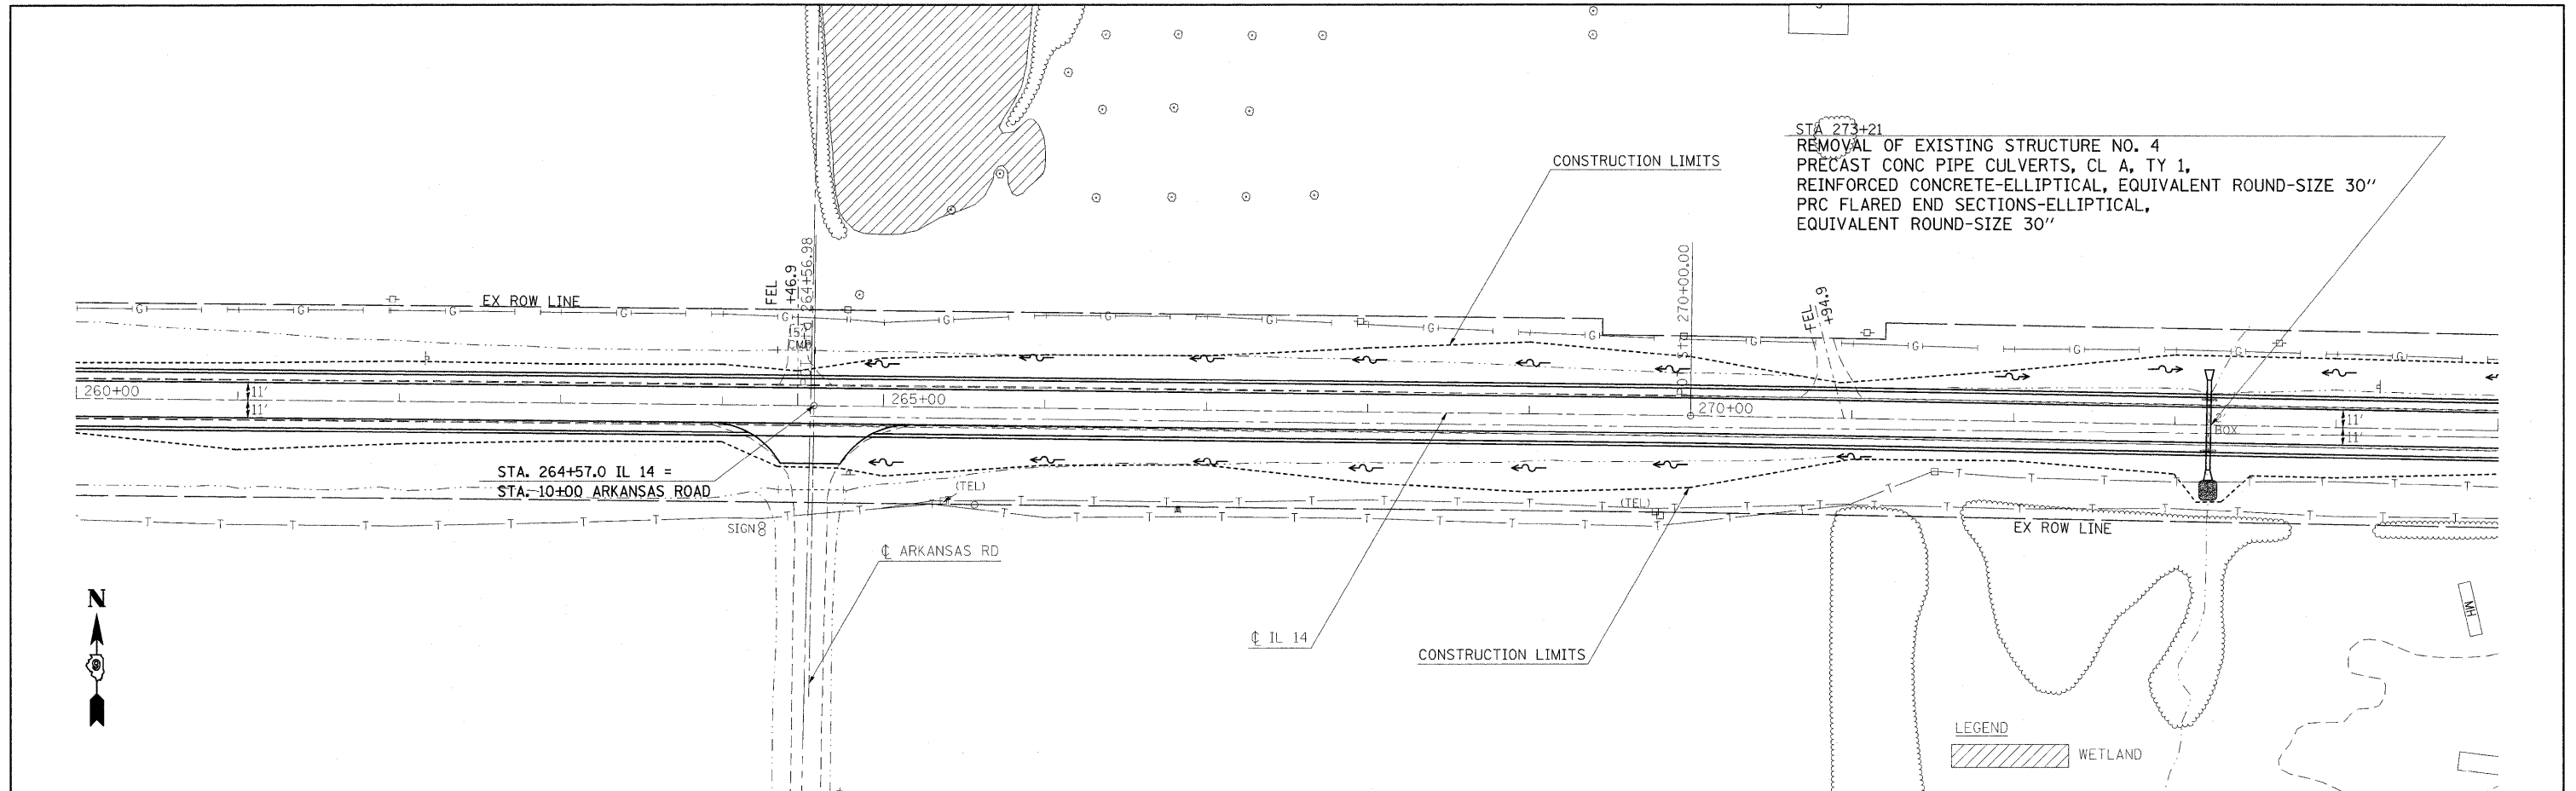 STA 273+21
REMOVAL OF EXISTING STRUCTURE NO. 4
PRECAST CONC PIPE CULVERTS, CL A, TY 1,
REINFORCED CONCRETE-ELLIPTICAL, EQUIVALENT ROUND-SIZE 30"
PRC FLARED END SECTIONS-ELLIPTICAL,
EQUIVALENT ROUND-SIZE 30"
CONSTRUCTION LIMITS
FEL
+46.9
264+56.98
270+00.00
FEL
+94.9
EX ROW LINE
G G G G G G G G G G G G G G G
CMP
260+00
11'
11'
265+00
270+00
BOX
11'
11'
STA. 264+57.0 IL 14 =
STA. 10+00 ARKANSAS ROAD
(TEL)
(TEL)
SIGN
EX ROW LINE
℄ ARKANSAS RD
N
℄ IL 14
CONSTRUCTION LIMITS
MH
LEGEND
WETLAND